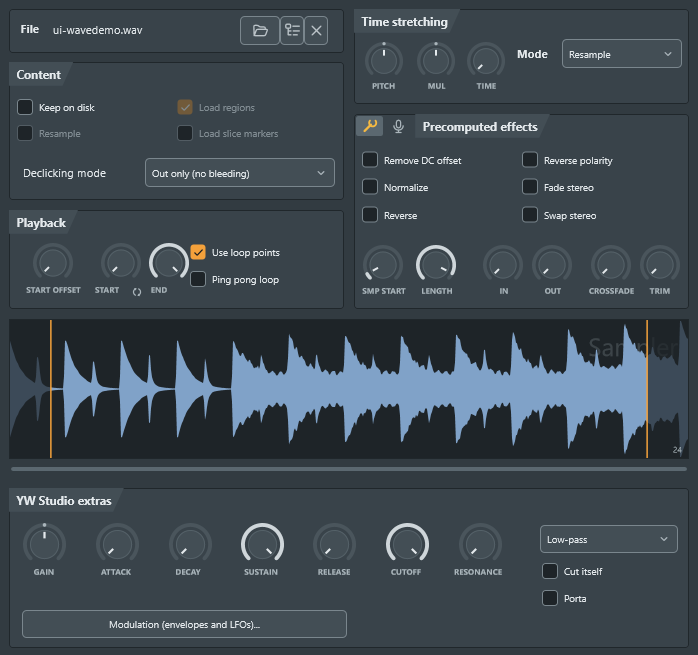 File ui-wavedemo.wav
Content
Keep on disk
Load regions
Resample
Load slice markers
Declicking mode
Out only (no bleeding)
Playback
Use loop points
Ping pong loop
START OFFSET
START
END
Time stretching
PITCH
MUL
TIME
Mode
Resample
Precomputed effects
Remove DC offset
Reverse polarity
Normalize
Fade stereo
Reverse
Swap stereo
SMP START
LENGTH
IN
OUT
CROSSFADE
TRIM
Sampler
24
YW Studio extras
GAIN
ATTACK
DECAY
SUSTAIN
RELEASE
CUTOFF
RESONANCE
Low-pass
Cut itself
Porta
Modulation (envelopes and LFOs)...